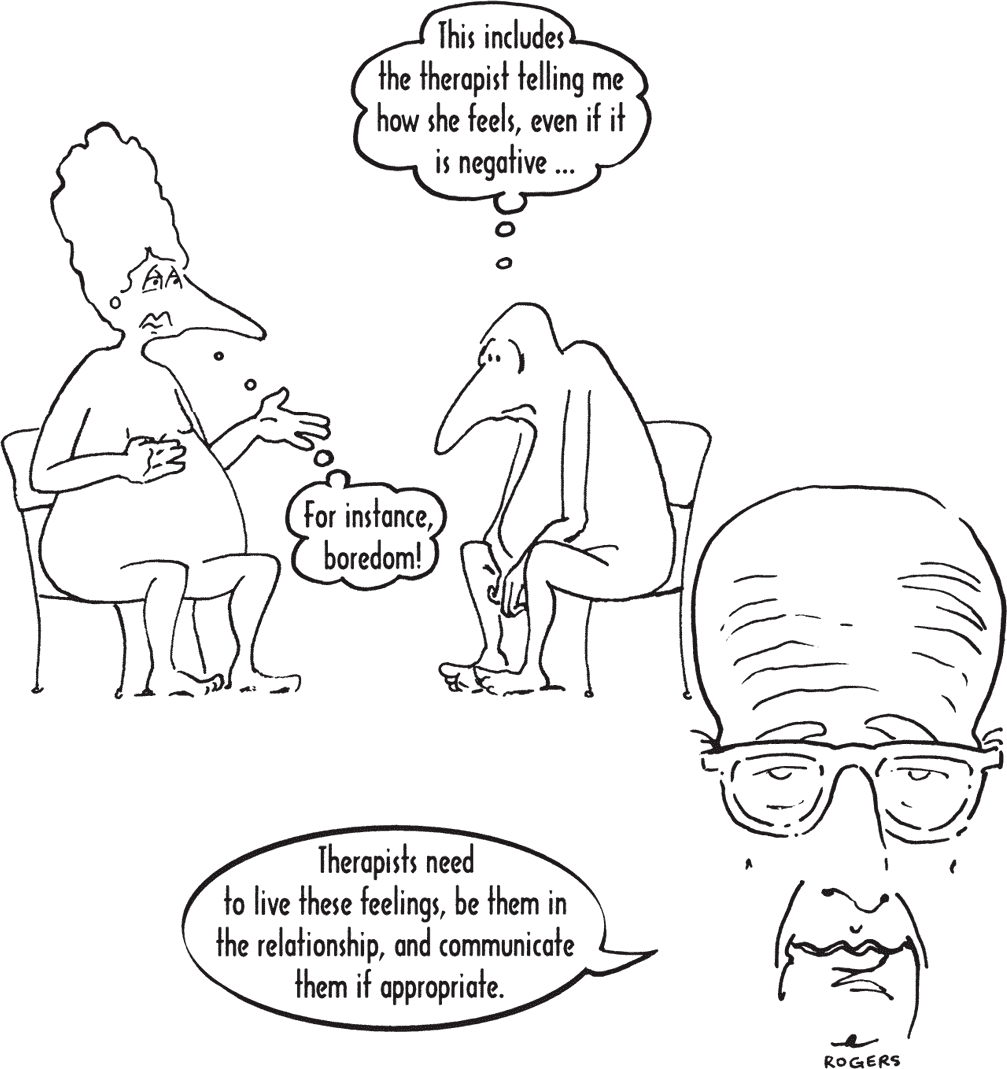 This includes
the therapist telling me
how she feels, even if it
is negative ...
For instance,
boredom!
Therapists need
to live these feelings, be them in
the relationship, and communicate
them if appropriate.
ROGERS